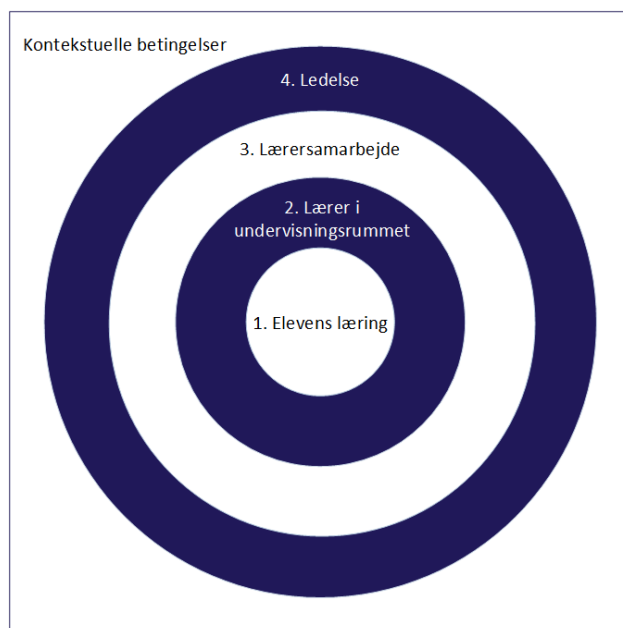 Kontekstuelle betingelser
4. Ledelse
3. Lærersamarbejde
2. Lærer i
undervisningsrummet
1. Elevens læring